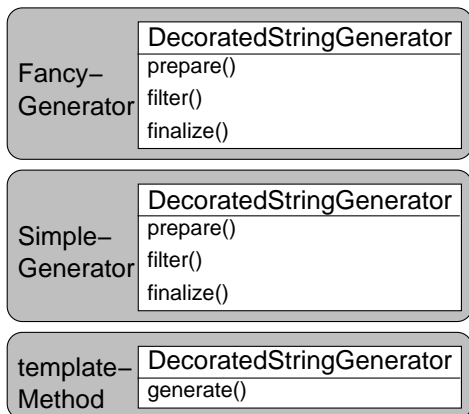 Fancy–
Generator
DecoratedStringGenerator
prepare()
filter()
finalize()
Simple–
Generator
DecoratedStringGenerator
prepare()
filter()
finalize()
template–
Method
DecoratedStringGenerator
generate()